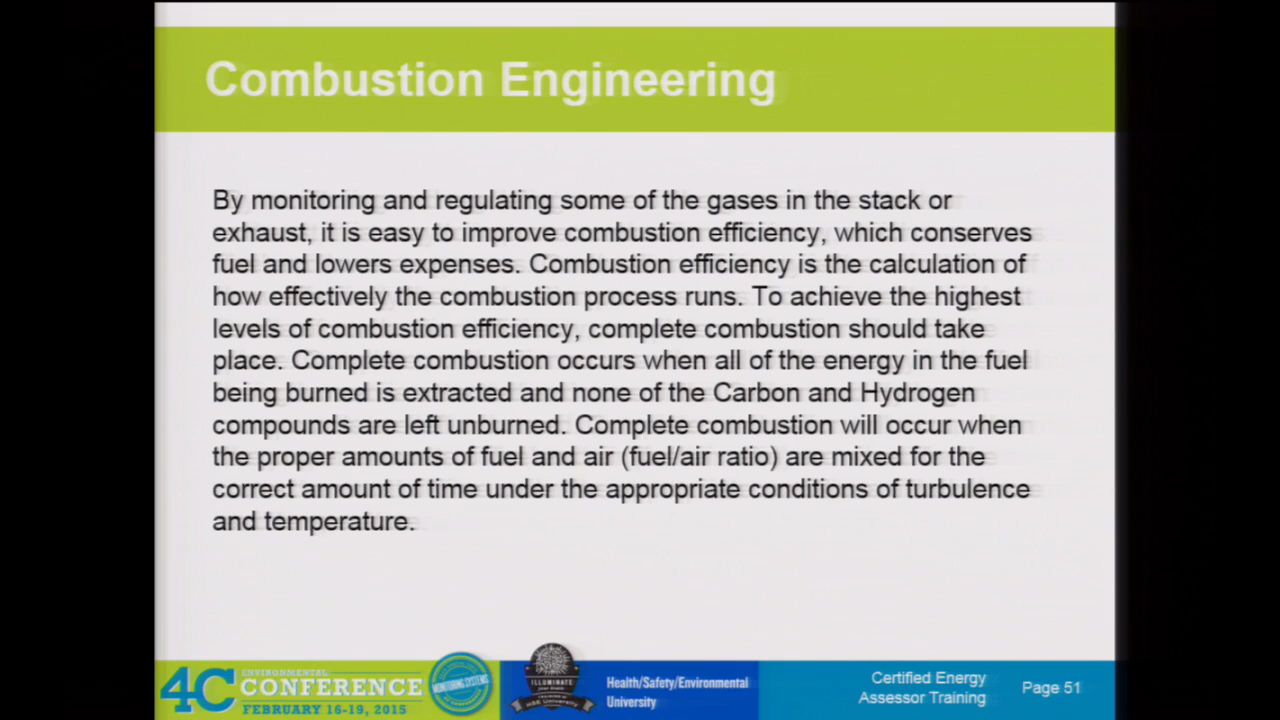 Combustion Engineering
By monitoring and regulating some of the gases in the stack or
exhaust, it is easy to improve combustion efficiency, which conserves
fuel and lowers expenses. Combustion efficiency is the calculation of
how effectively the combustion process runs. To achieve the highest
levels of combustion efficiency, complete combustion should take
place. Complete combustion occurs when all of the energy in the fuel
being burned is extracted and none of the Carbon and Hydrogen
compounds are left unburned. Complete combustion will occur when
the proper amounts of fuel and air (fuel/air ratio) are mixed for the
correct amount of time under the appropriate conditions of turbulence
and temperature.
4C ENVIRONMENTAL
CONFERENCE
FEBRUARY 16-19, 2015
MONITORING SYSTEMS
ILLUMINATE
HSE University
Health/Safety/Environmental
University
Certified Energy
Assessor Training
Page 51